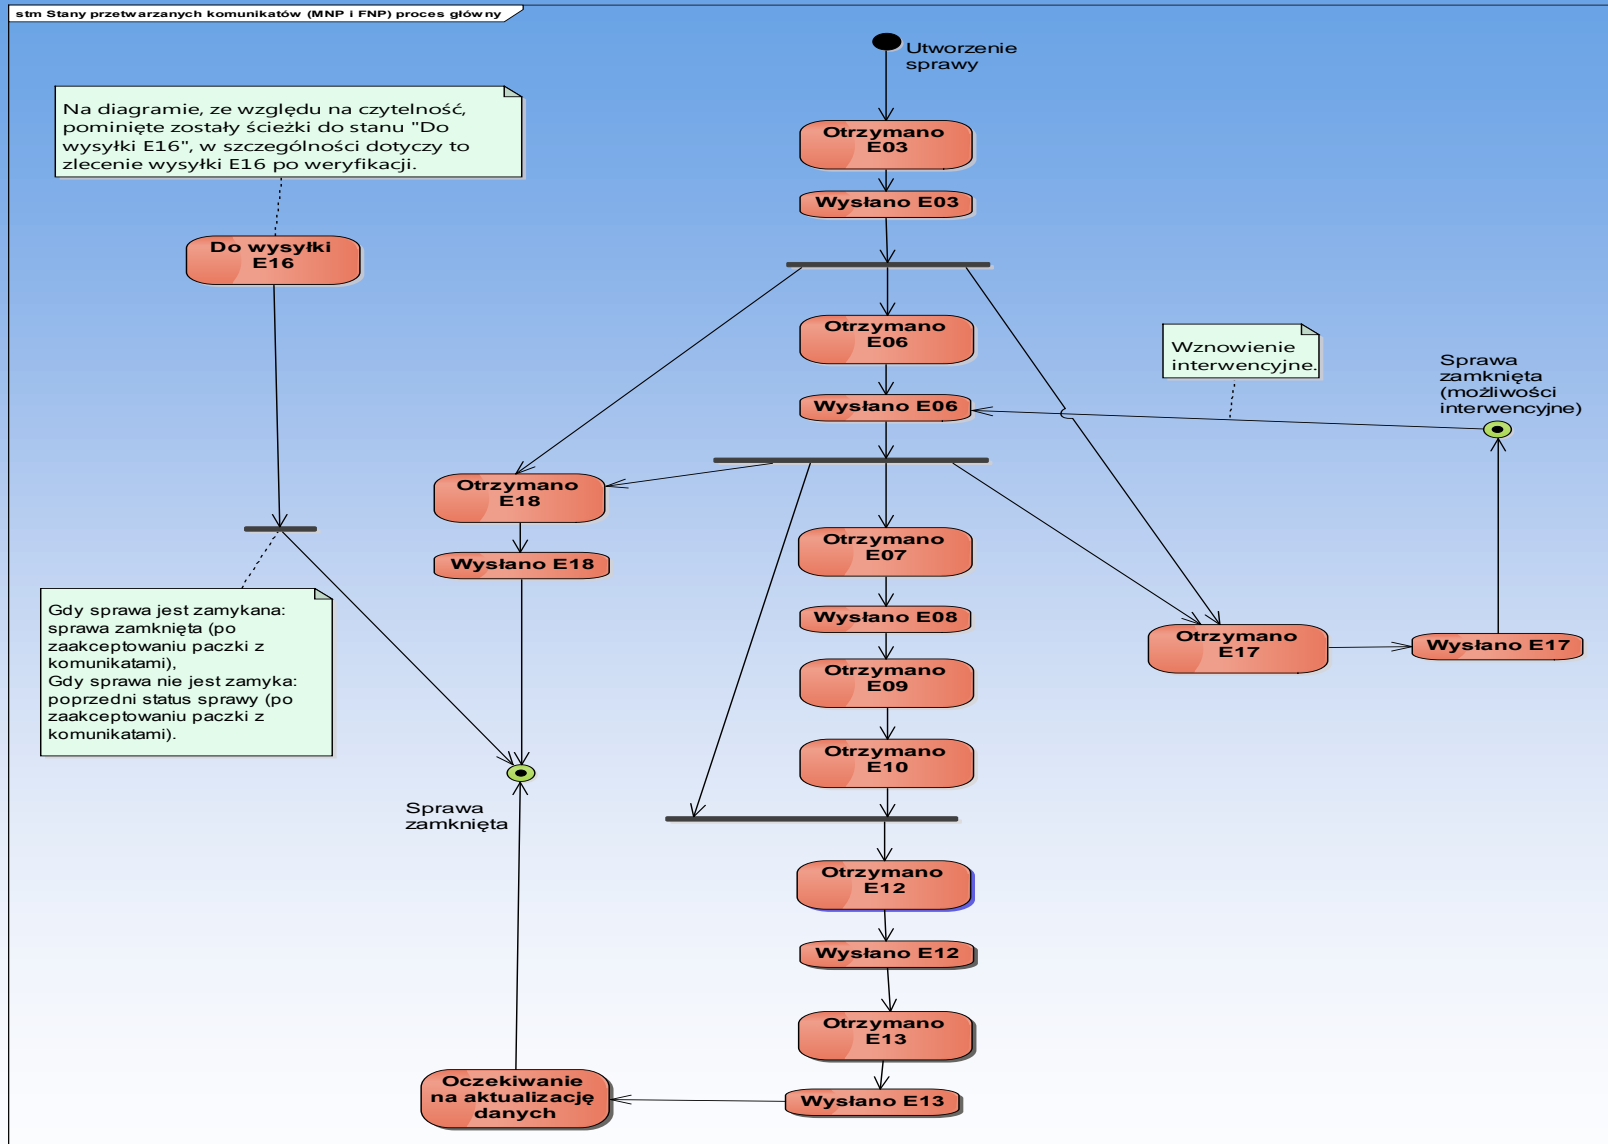 stm Stany przetwarzanych komunikatów (MNP i FNP) proces główny
Utworzenie
sprawy
Na diagramie, ze względu na czytelność,
pominięte zostały ścieżki do stanu "Do
wysyłki E16", w szczególności dotyczy to
zlecenie wysyłki E16 po weryfikacji.
Otrzymano
E03
Wysłano E03
Do wysyłki
E16
Otrzymano
E06
Wznowienie
interwencyjne.
Sprawa
zamknięta
(możliwości
interwencyjne)
Wysłano E06
Otrzymano
E18
Otrzymano
E07
Wysłano E18
Gdy sprawa jest zamykana:
sprawa zamknięta (po
zaakceptowaniu paczki z
komunikatami),
Gdy sprawa nie jest zamyka:
poprzedni status sprawy (po
zaakceptowaniu paczki z
komunikatami).
Wysłano E08
Otrzymano
E17
Wysłano E17
Otrzymano
E09
Otrzymano
E10
Sprawa
zamknięta
Otrzymano
E12
Wysłano E12
Otrzymano
E13
Oczekiwanie
na aktualizację
danych
Wysłano E13